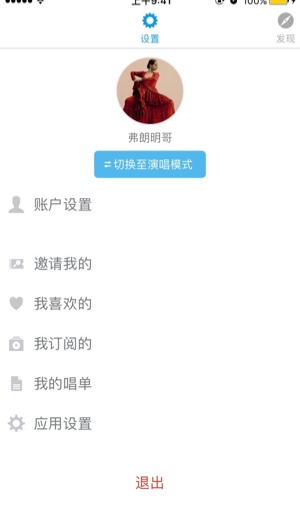 上午9:41
100%
设置
发现
弗朗明哥
切换至演唱模式
账户设置
邀请我的
我喜欢的
我订阅的
我的唱单
应用设置
退出